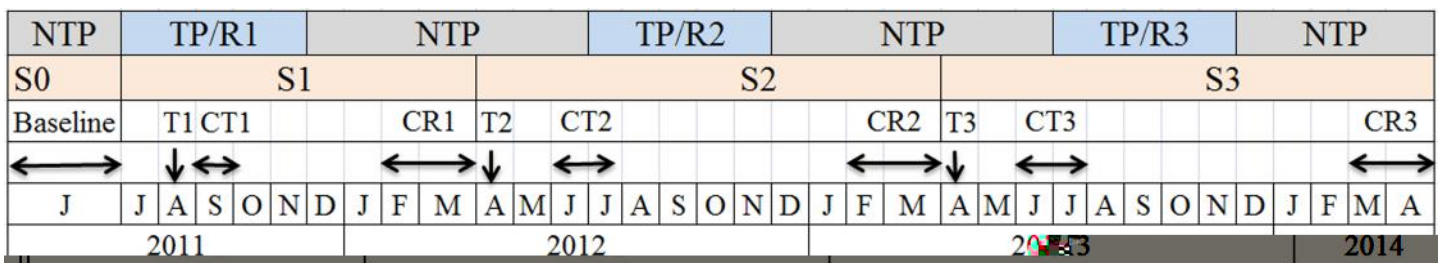 NTP TP/R1 NTP TP/R2 NTP TP/R3 NTP
S0 S1 S2 S3
Baseline T1 CT1 CR1 T2 CT2 CR2 T3 CT3 CR3
J J A S O N D J F M A M J J A S O N D J F M A M J J A S O N D J F M A
2011 2012 2014